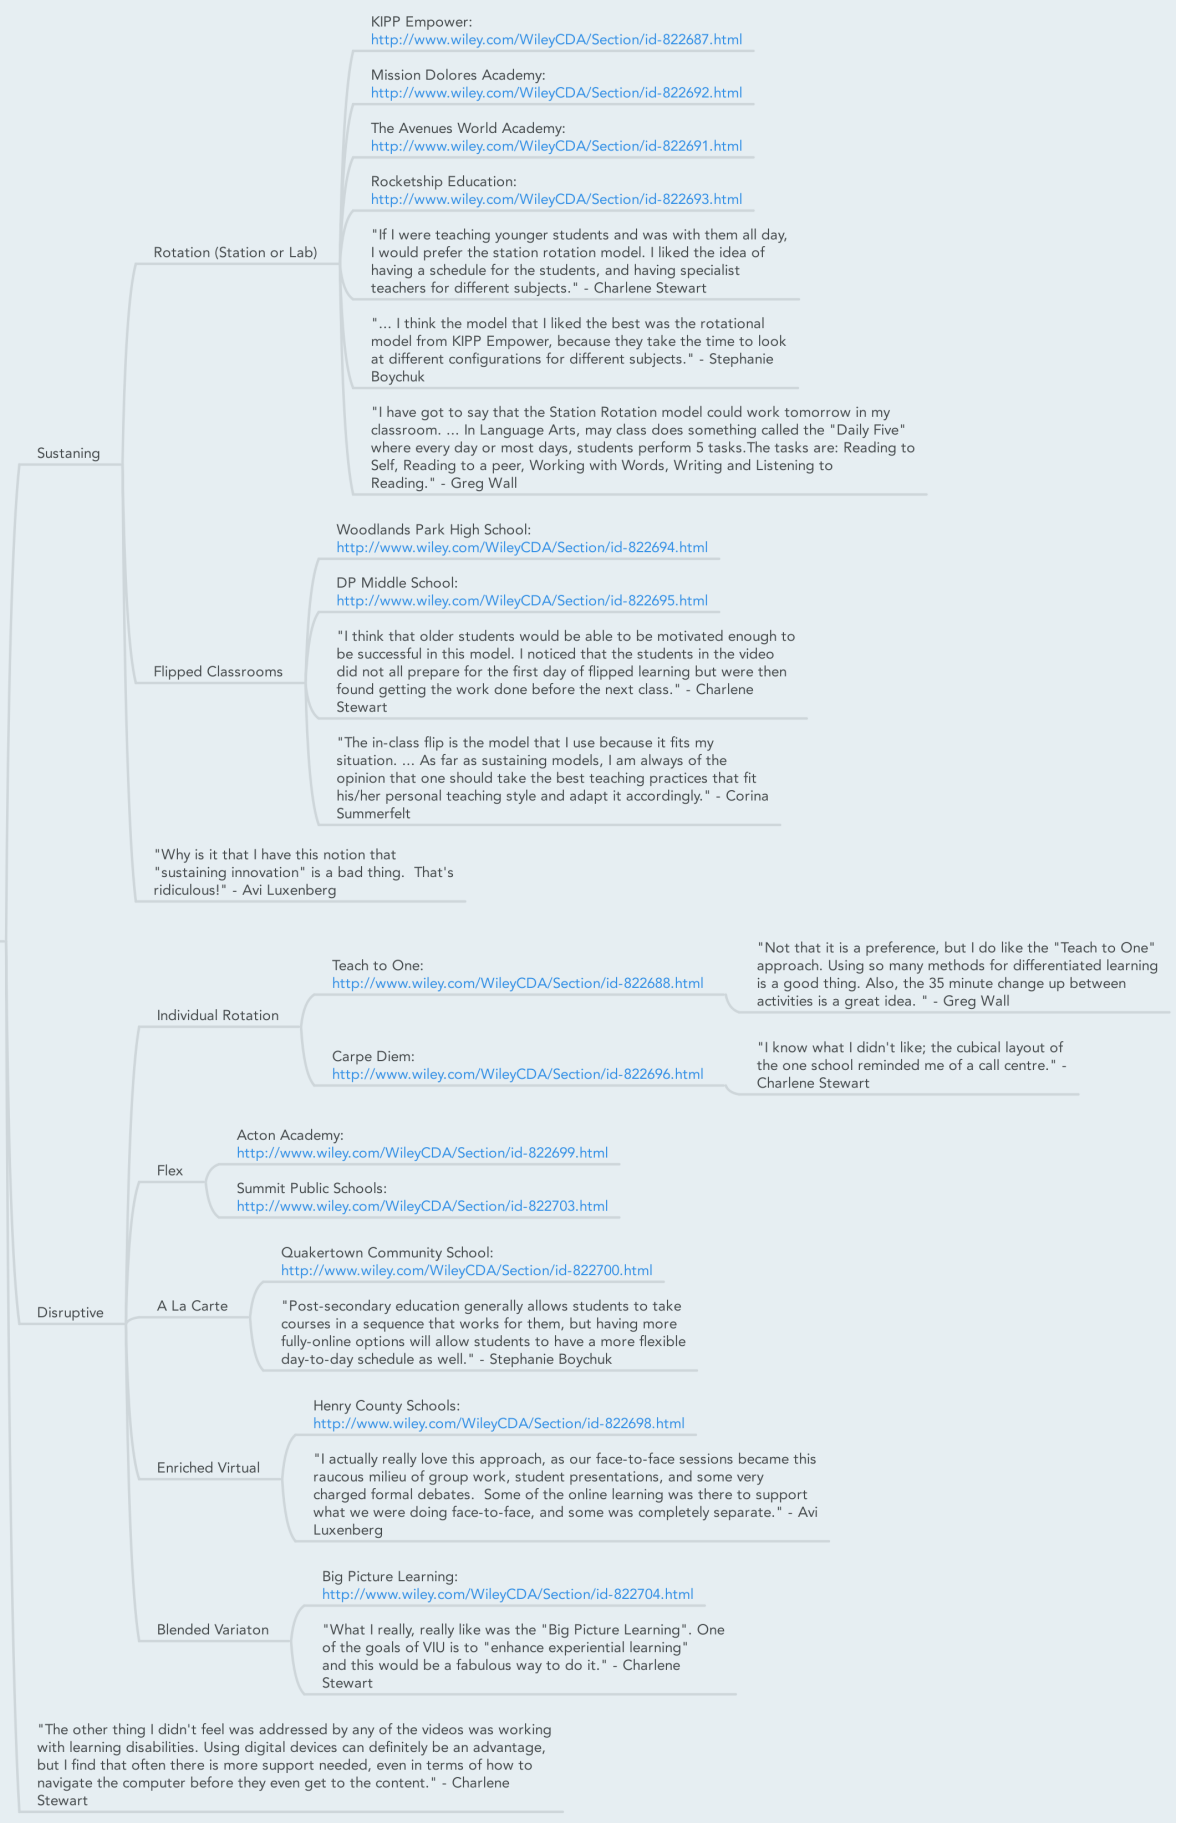 KIPP Empower:
http://www.wiley.com/WileyCDA/Section/id-822687.html
Mission Dolores Academy:
http://www.wiley.com/WileyCDA/Section/id-822692.html
The Avenues World Academy:
http://www.wiley.com/WileyCDA/Section/id-822691.html
Rocketship Education:
http://www.wiley.com/WileyCDA/Section/id-822693.html
Rotation (Station or Lab)
"If I were teaching younger students and was with them all day,
I would prefer the station rotation model. I liked the idea of
having a schedule for the students, and having specialist
teachers for different subjects." - Charlene Stewart
"... I think the model that I liked the best was the rotational
model from KIPP Empower, because they take the time to look
at different configurations for different subjects." - Stephanie
Boychuk
"I have got to say that the Station Rotation model could work tomorrow in my
classroom. ... In Language Arts, may class does something called the "Daily Five"
where every day or most days, students perform 5 tasks.The tasks are: Reading to
Self, Reading to a peer, Working with Words, Writing and Listening to
Reading." - Greg Wall
Sustaning
Woodlands Park High School:
http://www.wiley.com/WileyCDA/Section/id-822694.html
DP Middle School:
http://www.wiley.com/WileyCDA/Section/id-822695.html
Flipped Classrooms
"I think that older students would be able to be motivated enough to
be successful in this model. I noticed that the students in the video
did not all prepare for the first day of flipped learning but were then
found getting the work done before the next class." - Charlene
Stewart
"The in-class flip is the model that I use because it fits my
situation. ... As far as sustaining models, I am always of the
opinion that one should take the best teaching practices that fit
his/her personal teaching style and adapt it accordingly." - Corina
Summerfelt
"Why is it that I have this notion that
"sustaining innovation" is a bad thing.  That's
ridiculous!" - Avi Luxenberg
Individual Rotation
Teach to One:
http://www.wiley.com/WileyCDA/Section/id-822688.html
"Not that it is a preference, but I do like the "Teach to One"
approach. Using so many methods for differentiated learning
is a good thing. Also, the 35 minute change up between
activities is a great idea. " - Greg Wall
Carpe Diem:
http://www.wiley.com/WileyCDA/Section/id-822696.html
"I know what I didn't like; the cubical layout of
the one school reminded me of a call centre." -
Charlene Stewart
Flex
Acton Academy:
http://www.wiley.com/WileyCDA/Section/id-822699.html
Summit Public Schools:
http://www.wiley.com/WileyCDA/Section/id-822703.html
Disruptive
A La Carte
Quakertown Community School:
http://www.wiley.com/WileyCDA/Section/id-822700.html
"Post-secondary education generally allows students to take
courses in a sequence that works for them, but having more
fully-online options will allow students to have a more flexible
day-to-day schedule as well." - Stephanie Boychuk
Enriched Virtual
Henry County Schools:
http://www.wiley.com/WileyCDA/Section/id-822698.html
"I actually really love this approach, as our face-to-face sessions became this
raucous milieu of group work, student presentations, and some very
charged formal debates.  Some of the online learning was there to support
what we were doing face-to-face, and some was completely separate." - Avi
Luxenberg
Blended Variaton
Big Picture Learning:
http://www.wiley.com/WileyCDA/Section/id-822704.html
"What I really, really like was the "Big Picture Learning". One
of the goals of VIU is to "enhance experiential learning"
and this would be a fabulous way to do it." - Charlene
Stewart
"The other thing I didn't feel was addressed by any of the videos was working
with learning disabilities. Using digital devices can definitely be an advantage,
but I find that often there is more support needed, even in terms of how to
navigate the computer before they even get to the content." - Charlene
Stewart